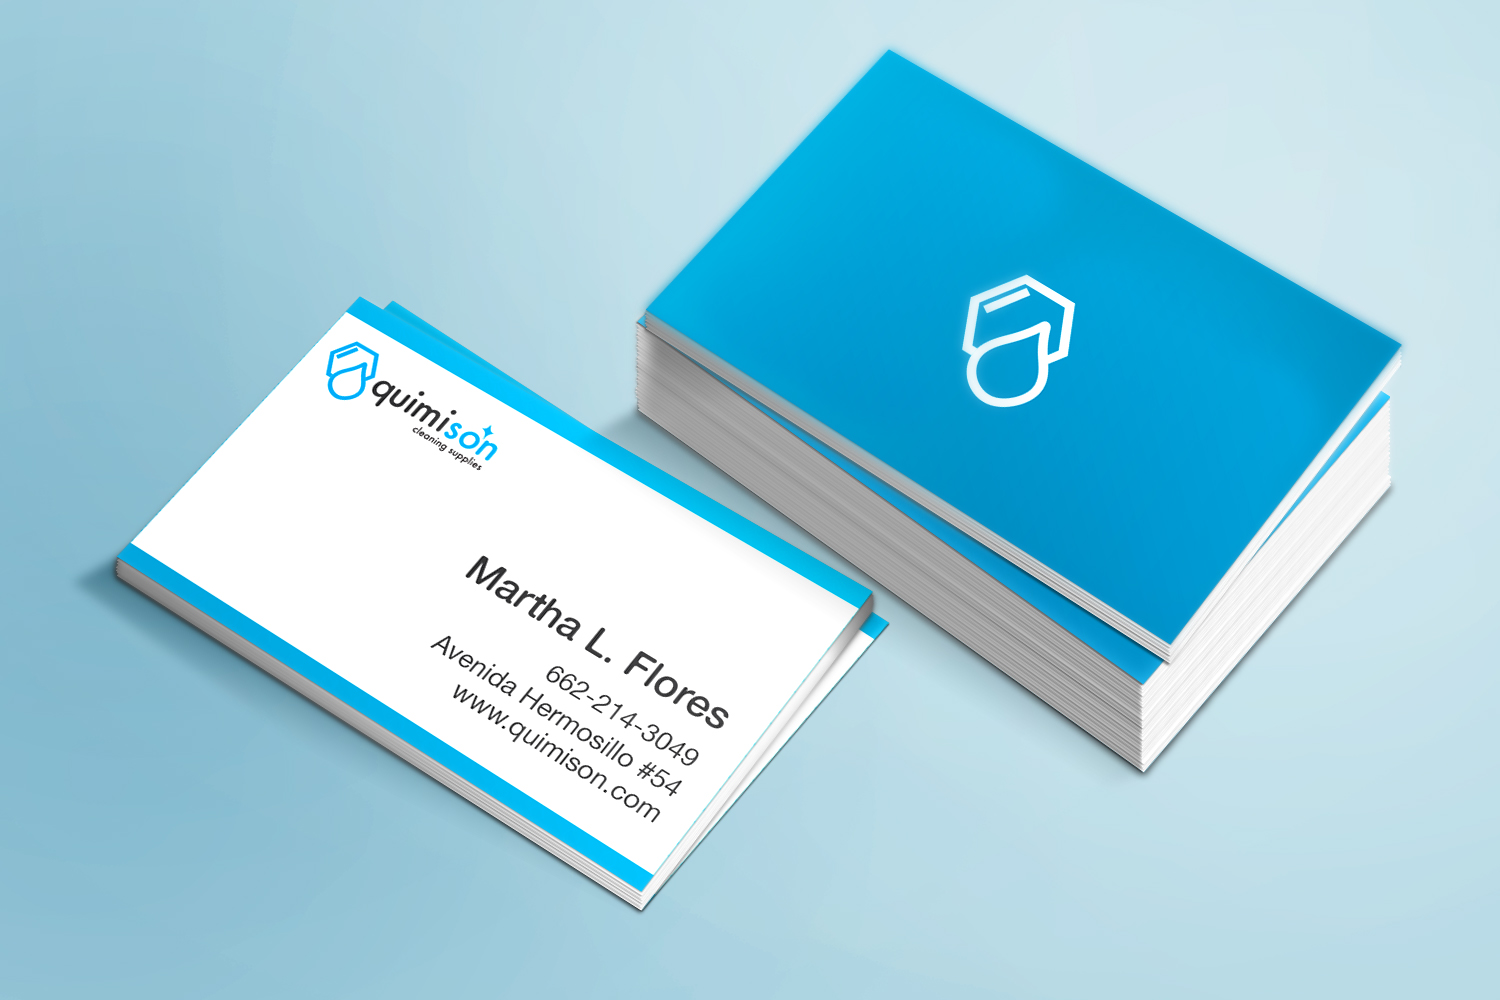 quimison
cleaning supplies
Martha L. Flores
662-214-3049
Avenida Hermosillo #54
www.quimison.com